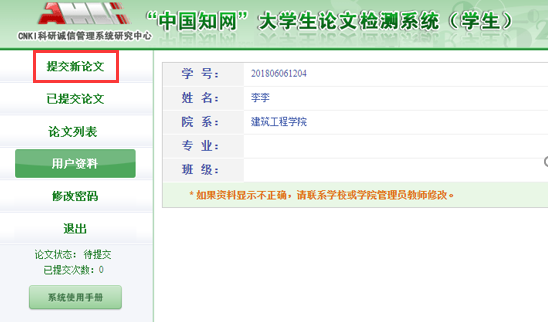 AMLC
CNKI科研诚信管理系统研究中心
“中国知网”大学生论文检测系统（学生）
提交新论文
已提交论文
论文列表
用户资料
修改密码
退出
论文状态：待提交
已提交次数：0
系统使用手册
学 号： 201806061204
姓 名： 李李
院 系： 建筑工程学院
专 业：
班 级：
* 如果资料显示不正确，请联系学校或学院管理员教师修改。